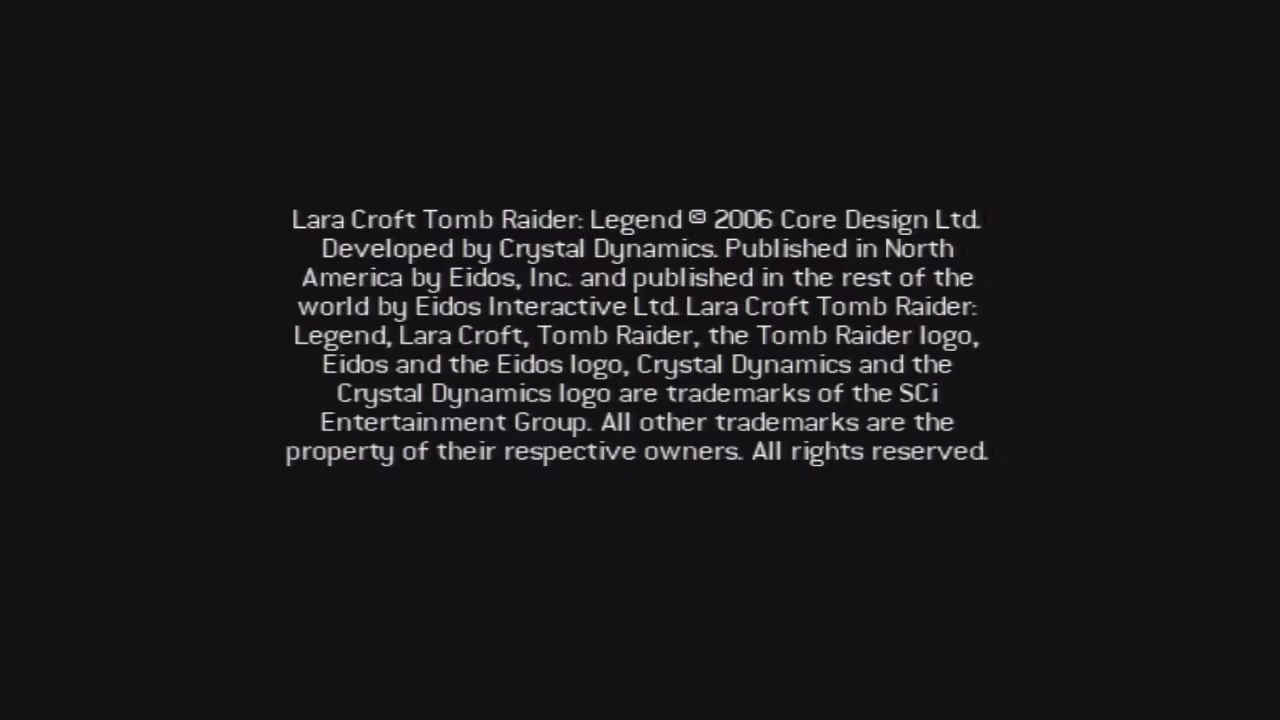 Lara Croft Tomb Raider: Legend © 2006 Core Design Ltd.
Developed by Crystal Dynamics. Published in North
America by Eidos, Inc. and published in the rest of the
world by Eidos Interactive Ltd. Lara Croft Tomb Raider:
Legend, Lara Croft, Tomb Raider, the Tomb Raider logo,
Eidos and the Eidos logo, Crystal Dynamics and the
Crystal Dynamics logo are trademarks of the SCi
Entertainment Group. All other trademarks are the
property of their respective owners. All rights reserved.